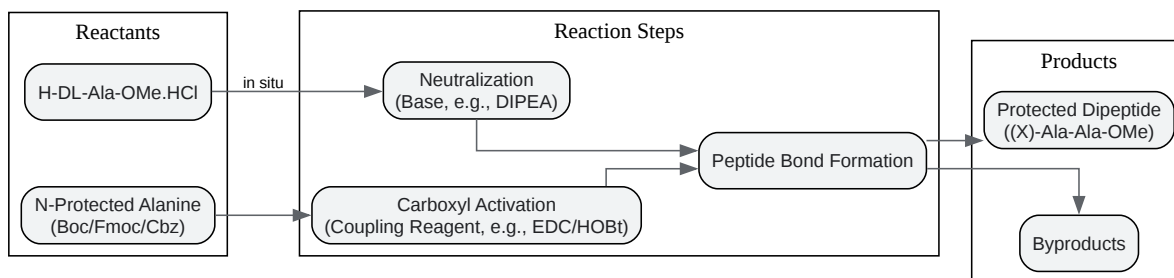 Reactants
H-DL-Ala-OMe.HCl
N-Protected Alanine
(Boc/Fmoc/Cbz)
in situ
Reaction Steps
Neutralization
(Base, e.g., DIPEA)
Carboxyl Activation
(Coupling Reagent, e.g., EDC/HOBt)
Peptide Bond Formation
Products
Protected Dipeptide
((X)-Ala-Ala-OMe)
Byproducts